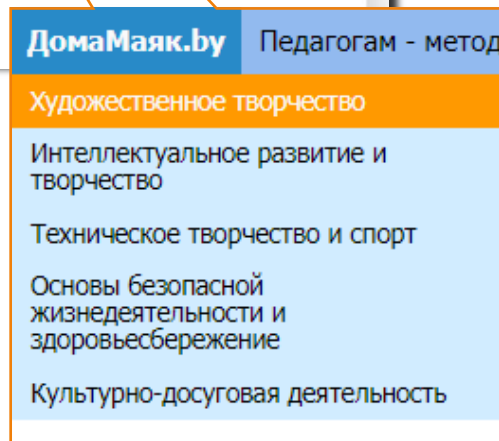 ДомаМаяк.by Педагогам - метод
Художественное творчество
Интеллектуальное развитие и
творчество
Техническое творчество и спорт
Основы безопасной
жизнедеятельности и
здоровьесбережение
Культурно-досуговая деятельность